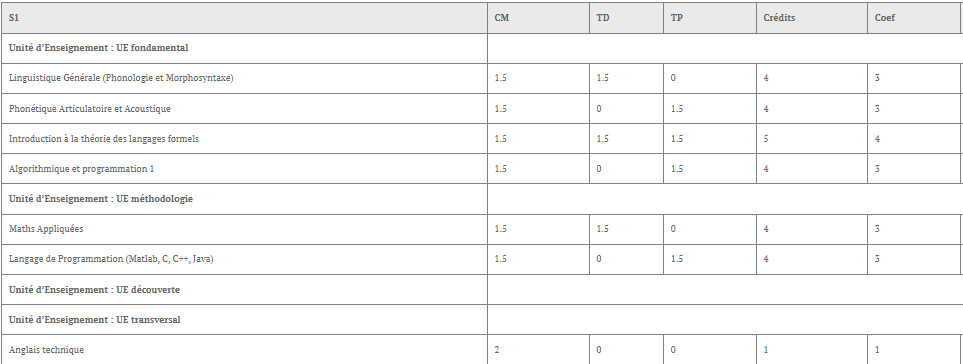 S1 CM TD TP Crédits Coef
Unité d'Enseignement : UE fondamental
Linguistique Générale (Phonologie et Morphosyntaxe) 1.5 1.5 0 4 3
Phonétique Articulatoire et Acoustique 1.5 0 1.5 4 3
Introduction à la théorie des langages formels 1.5 1.5 1.5 5 4
Algorithmique et programmation 1 1.5 0 1.5 4 3
Unité d'Enseignement : UE méthodologie
Maths Appliquées 1.5 1.5 0 4 3
Langage de Programmation (Matlab, C, C++, Java) 1.5 0 1.5 4 3
Unité d'Enseignement : UE découverte
Unité d'Enseignement : UE transversal
Anglais technique 2 0 0 1 1